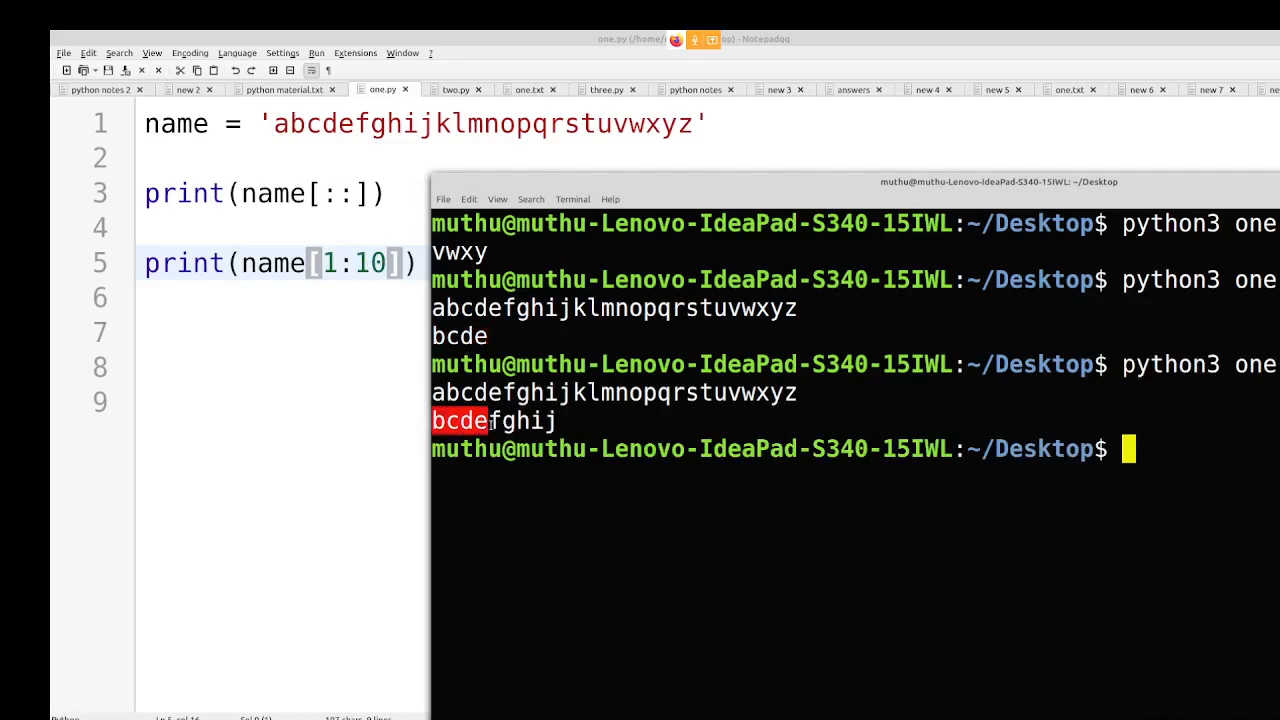 one.py (/home/ op) - Notepadqq
File Edit Search View Encoding Language Settings Run Extensions Window ?
python notes 2 new 2 python material.txt one.py two.py one.txt three.py python notes new 3 answers new 4 new 5 one.txt new 6 new 7
1 name = 'abcdefghijklmnopqrstuvwxyz'
2
3 print(name[::])
4
5 print(name[1:10])
6
7
8
9
muthu@muthu-Lenovo-IdeaPad-S340-15IWL: ~/Desktop
File Edit View Search Terminal Help
muthu@muthu-Lenovo-IdeaPad-S340-15IWL:~/Desktop$ python3 one
vwxy
muthu@muthu-Lenovo-IdeaPad-S340-15IWL:~/Desktop$ python3 one
abcdefghijklmnopqrstuvwxyz
bcde
muthu@muthu-Lenovo-IdeaPad-S340-15IWL:~/Desktop$ python3 one
abcdefghijklmnopqrstuvwxyz
bcdefghij
muthu@muthu-Lenovo-IdeaPad-S340-15IWL:~/Desktop$